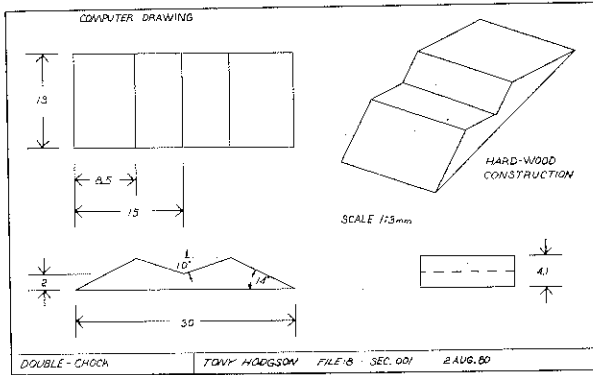 COMPUTER DRAWING
13
8.5
15
HARD-WOOD
CONSTRUCTION
SCALE 1:3mm
10°
14°
2
4.1
30
DOUBLE-CHOCK
TONY HODGSON FILE:8 - SEC. 001 2 AUG. 80